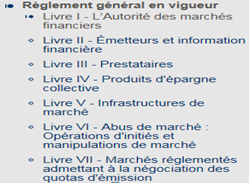 Règlement général en vigueur
Livre I - L'Autorité des marchés
financiers
Livre II - Émetteurs et information
financière
Livre III - Prestataires
Livre IV - Produits d'épargne
collective
Livre V - Infrastructures de
marché
Livre VI - Abus de marché :
Opérations d'initiés et
manipulations de marché
Livre VII - Marchés réglementés
admettant à la négociation des
quotas d'émission